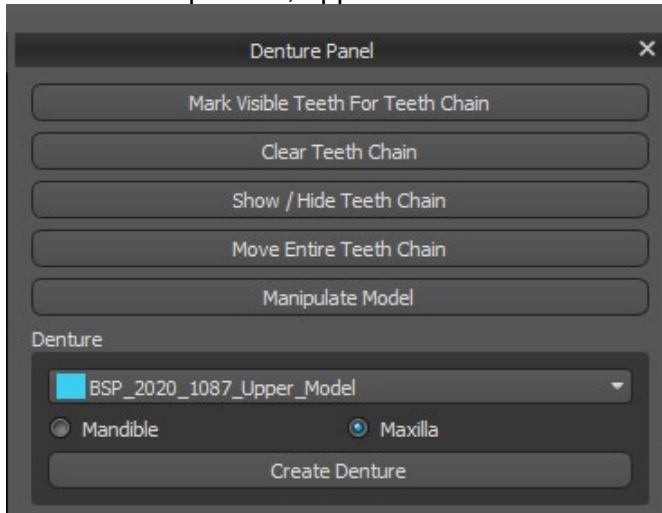 Denture Panel ×
Mark Visible Teeth For Teeth Chain
Clear Teeth Chain
Show / Hide Teeth Chain
Move Entire Teeth Chain
Manipulate Model
Denture
BSP_2020_1087_Upper_Model
Mandible Maxilla
Create Denture